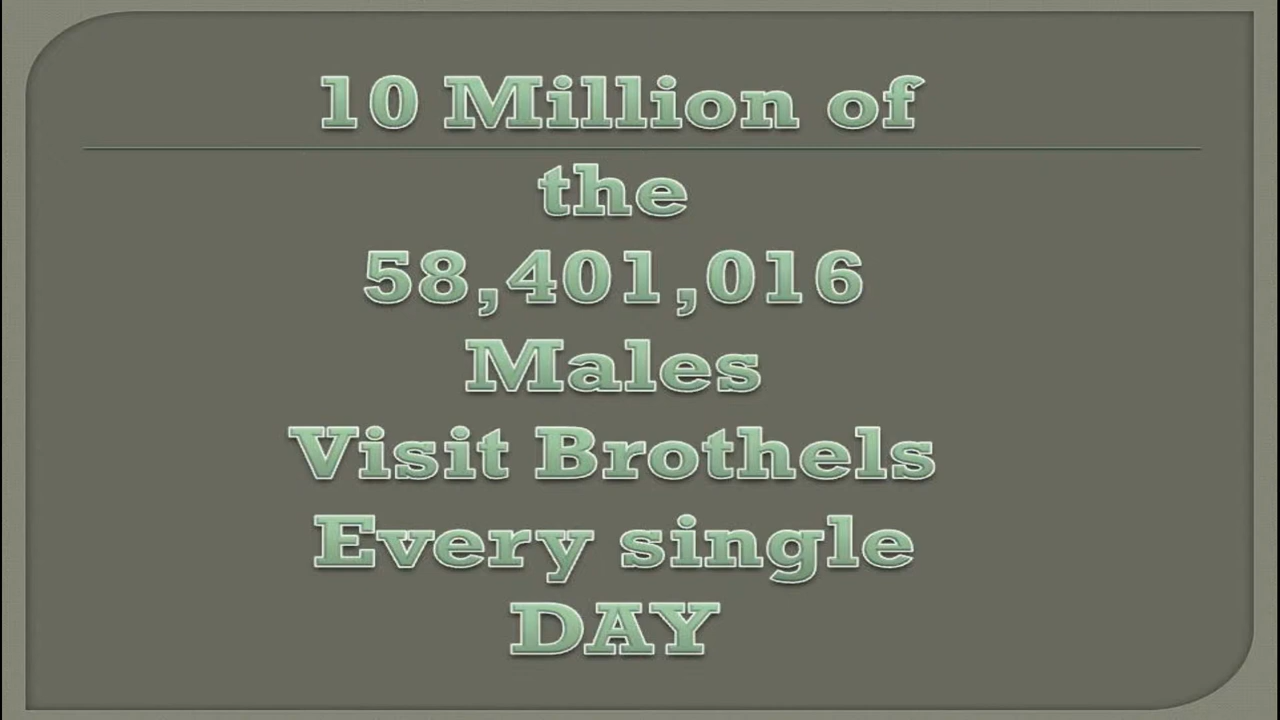 10 Million of
the
58,401,016
Males
Visit Brothels
Every single
DAY